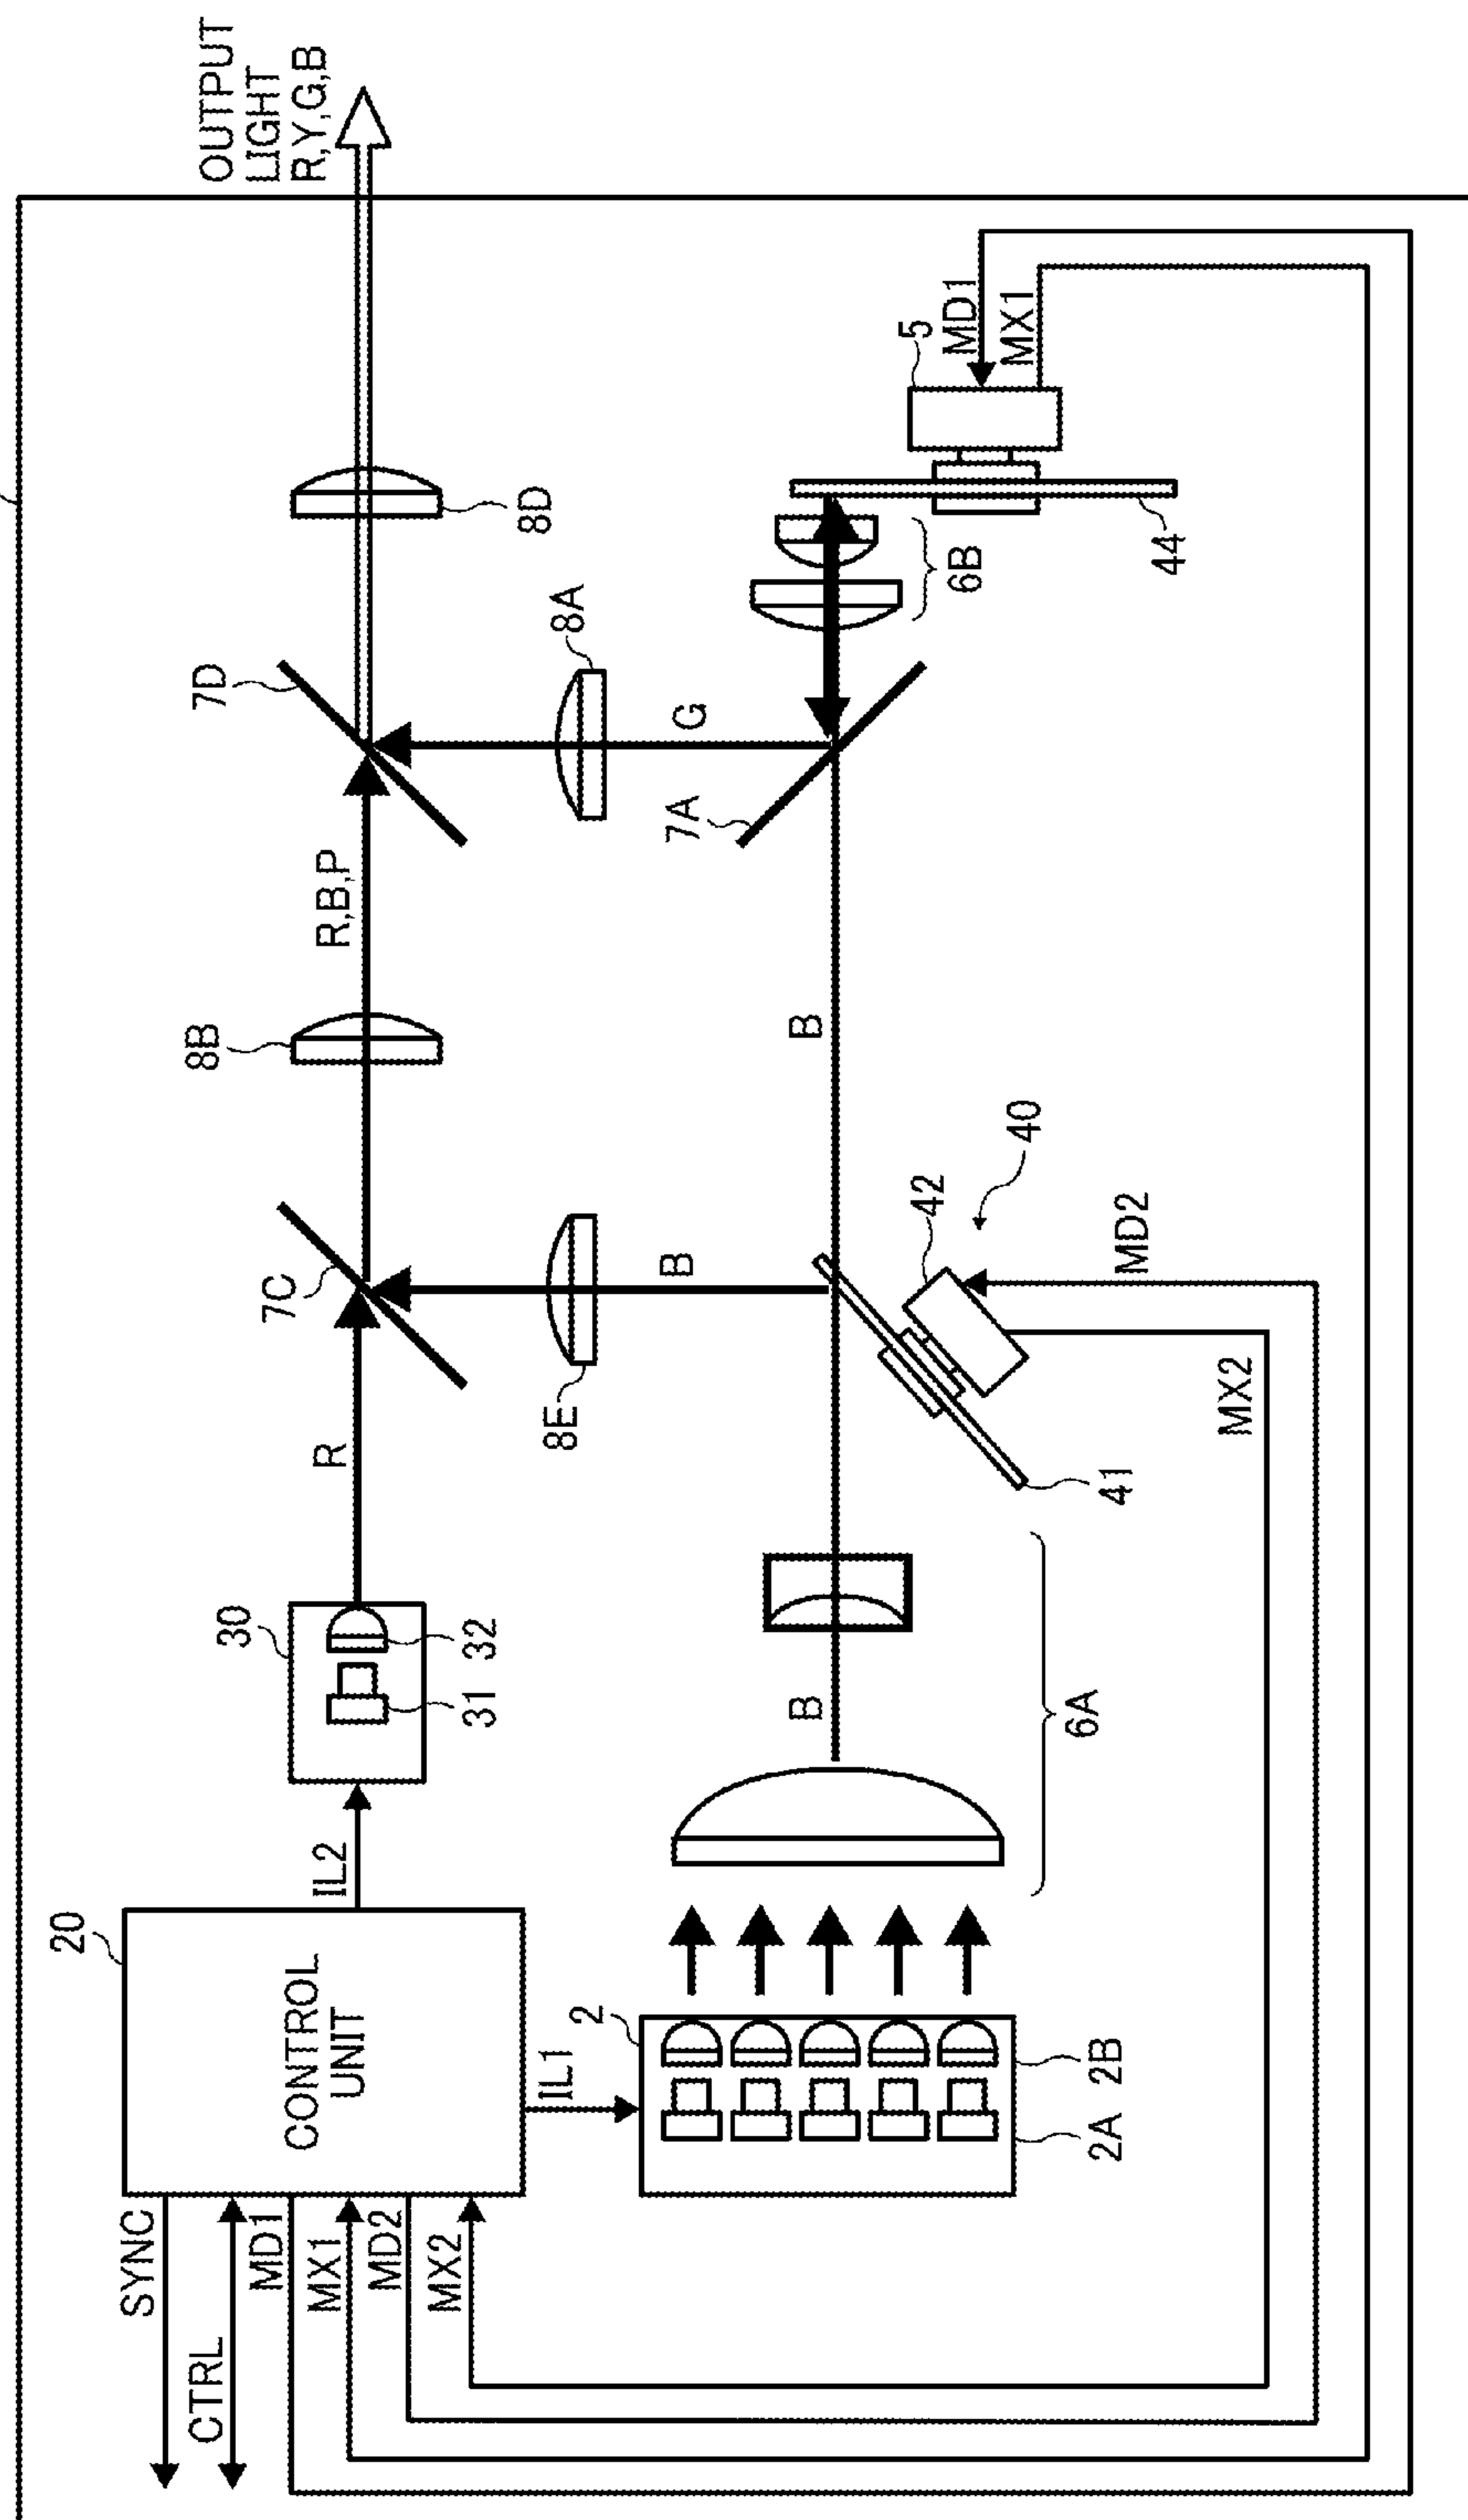 OUTPUT
LIGHT
R,Y,G,B
7D
8D
8A
G
7A
6B
5
MD1
MX1
44
R,B,P
8B
B
7C
8E
B
40
42
MD2
MX2
41
R
30
32
31
B
6A
IL2
20
CONTROL
UNIT
IL1
2
2B
2A
SYNC
CTRL
MD1
MX1
MD2
MX2